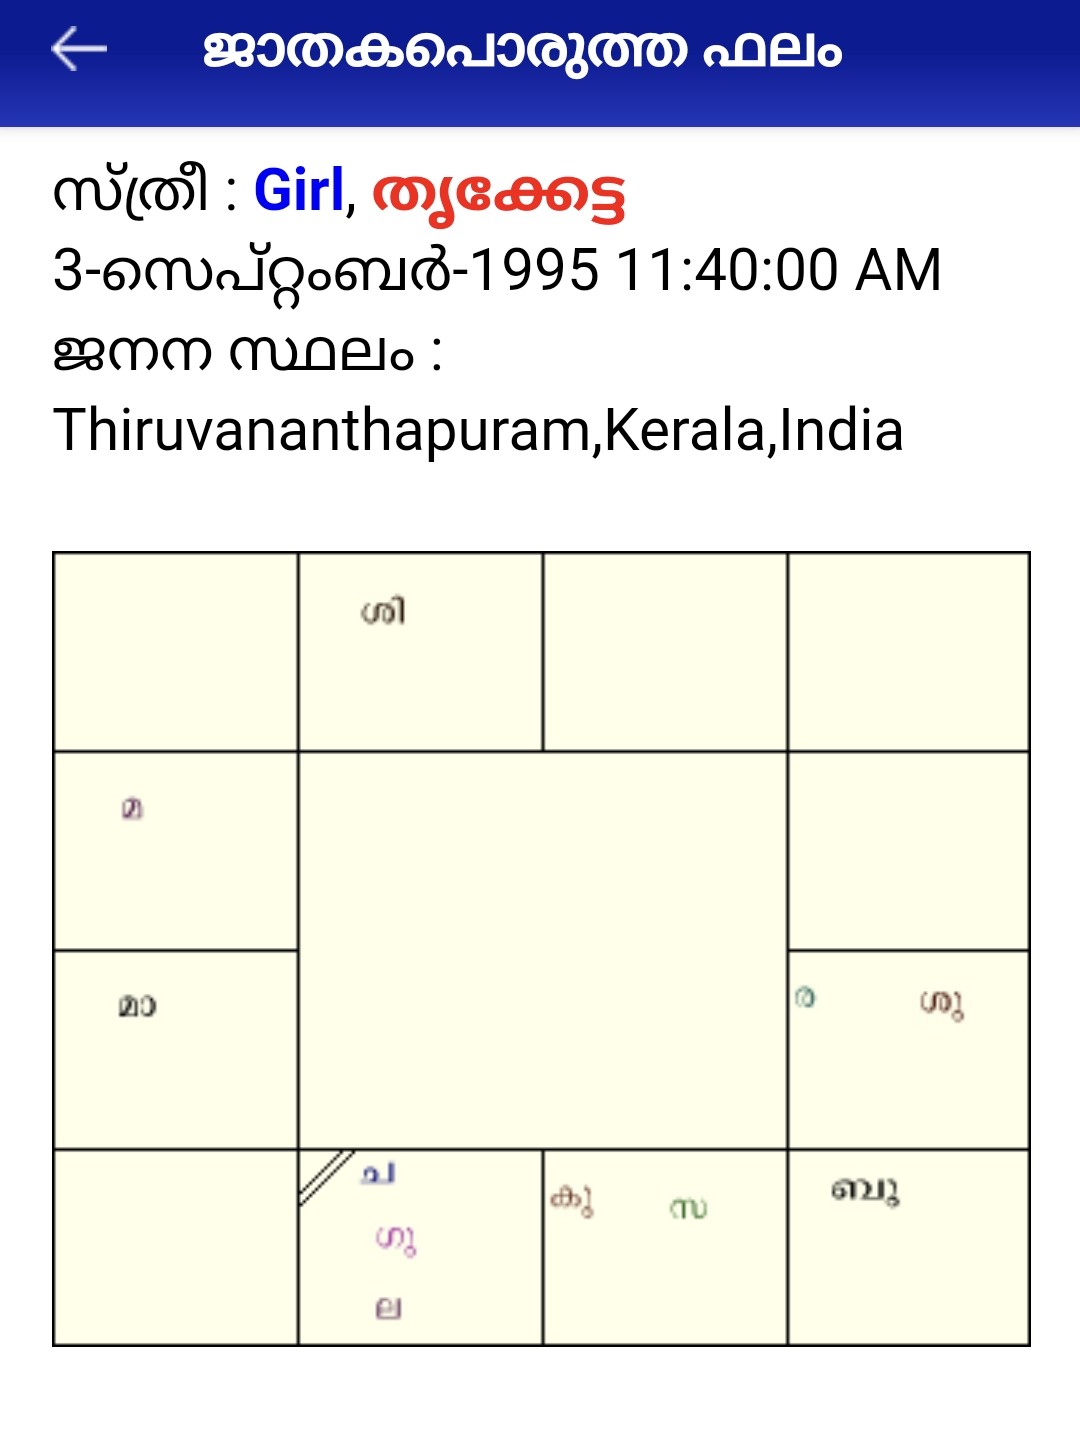 ജാതകപൊരുത്ത ഫലം
സ്ത്രീ : Girl, തൃക്കേട്ട
3-സെപ്റ്റംബർ-1995 11:40:00 AM
ജനന സ്ഥലം :
Thiruvananthapuram,Kerala,India
ശി
മ
മാ
ര ശു
ച
ഗു
ല
കു സ
ബു